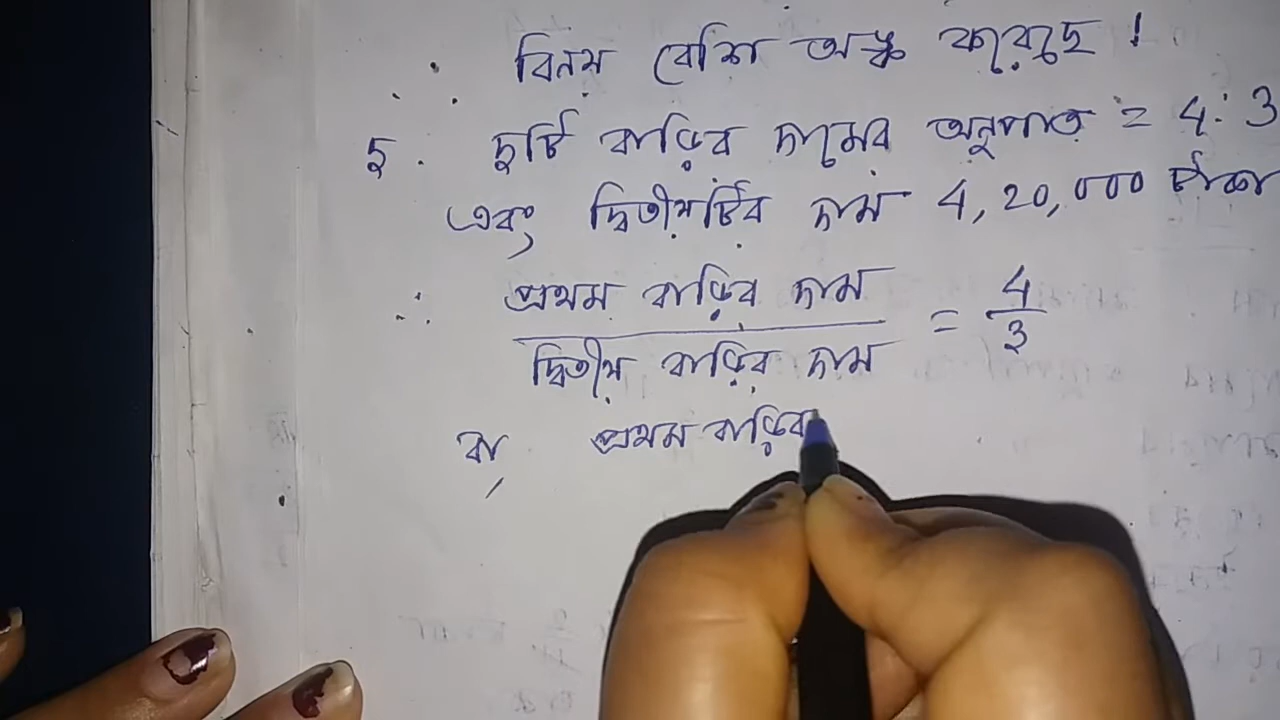 বিনয় বেশি অঙ্ক করেছে।
5. দুটি বাড়ির দামের অনুপাত = 4:3
এবং দ্বিতীয়টির দাম 4,20,000 টাকা
∴ প্রথম বাড়ির দাম / দ্বিতীয় বাড়ির দাম = 4/3
বা, প্রথম বাড়ির